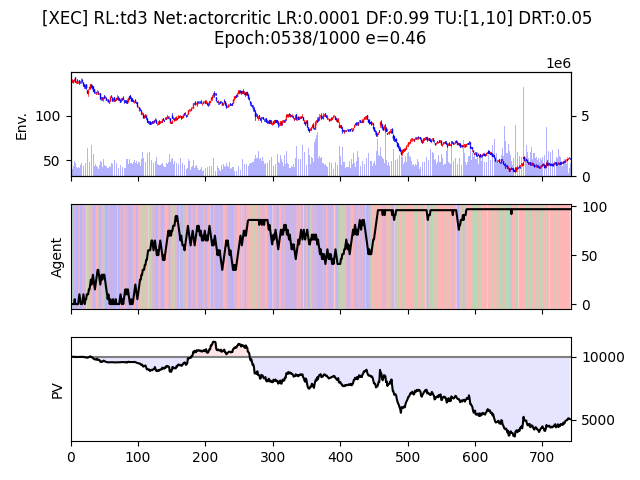 [XEC] RL:td3 Net:actorcritic LR:0.0001 DF:0.99 TU:[1,10] DRT:0.05
Epoch:0538/1000 e=0.46
1e6
Env.
100
50
5
0
Agent
100
50
0
PV
10000
5000
0 100 200 300 400 500 600 700